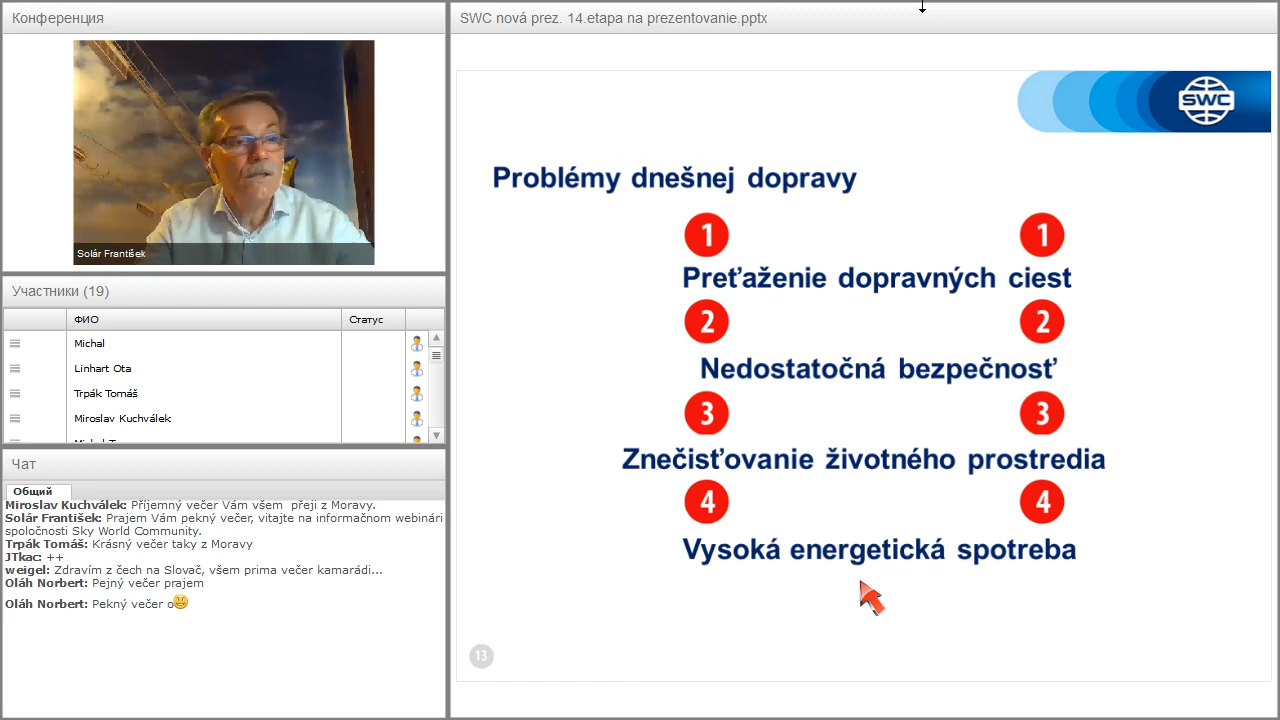 Конференция
Solár František
Участники (19)
ФИО Статус
Michal
Linhart Ota
Trpák Tomáš
Miroslav Kuchválek
Чат
Общий
Miroslav Kuchválek: Příjemný večer Vám všem přeji z Moravy.
Solár František: Prajem Vám pekný večer, vitajte na informačnom webinári
spoločnosti Sky World Community.
Trpák Tomáš: Krásný večer taky z Moravy
JTkac: ++
weigel: Zdravím z čech na Slovač, všem prima večer kamarádi...
Oláh Norbert: Pejný večer prajem
Oláh Norbert: Pekný večer o
SWC nová prez. 14.etapa na prezentovanie.pptx
SWC
Problémy dnešnej dopravy
1 1
Preťaženie dopravných ciest
2 2
Nedostatočná bezpečnosť
3 3
Znečisťovanie životného prostredia
4 4
Vysoká energetická spotreba
13